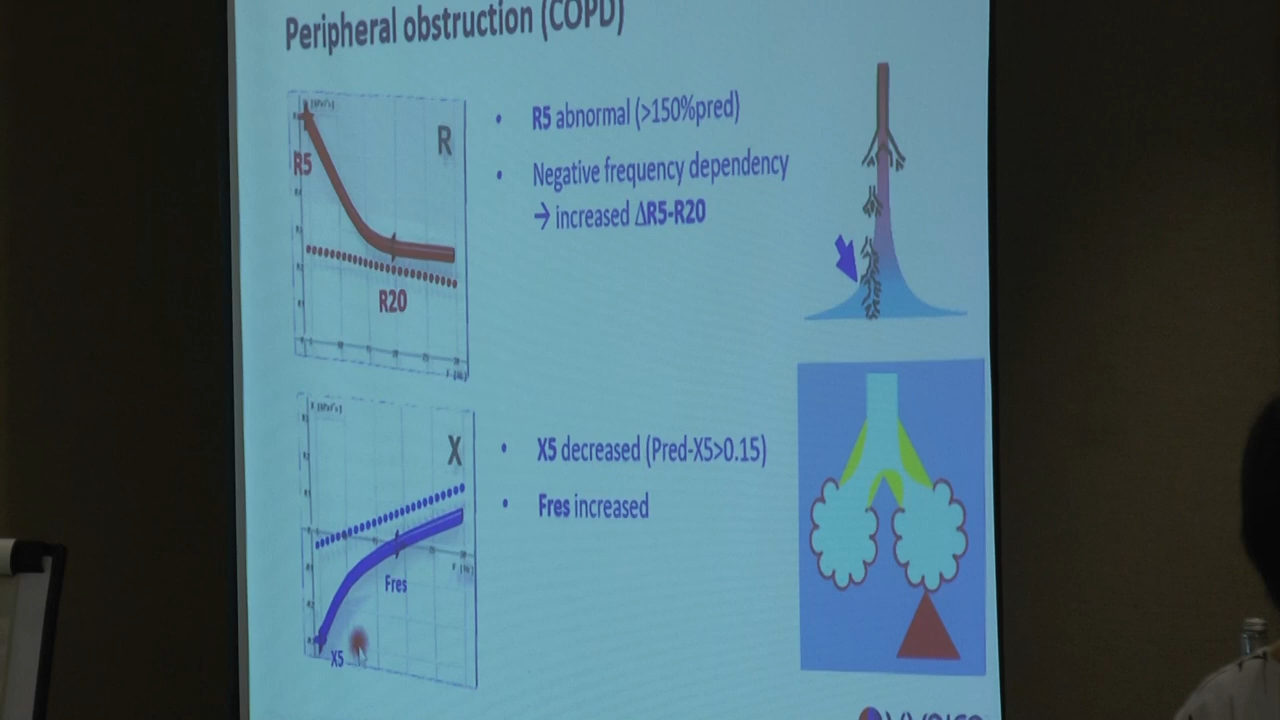 Peripheral obstruction (COPD)
R
R5
R20
• R5 abnormal (>150%pred)
• Negative frequency dependency
→ increased ΔR5-R20
X
Fres
X5
• X5 decreased (Pred-X5>0.15)
• Fres increased